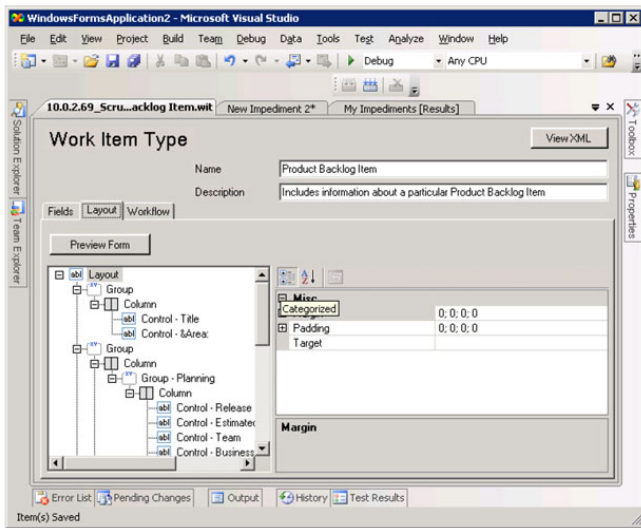 WindowsFormsApplication2 - Microsoft Visual Studio
File Edit View Project Build Team Debug Data Tools Test Analyze Window Help
Debug Any CPU
10.0.2.69_Scru...acklog Item.wit New Impediment 2* My Impediments [Results]
Solution Explorer
Team Explorer
Toolbox
Properties
Work Item Type
View XML
Name Product Backlog Item
Description Includes information about a particular Product Backlog Item
Fields Layout Workflow
Preview Form
Layout
Group
Column
Control - Title
Control - &Area:
Group
Column
Group - Planning
Column
Control - Release
Control - Estimated
Control - Team
Control - Business
Misc
Categorized
0; 0; 0; 0
Padding 0; 0; 0; 0
Target
Margin
Error List Pending Changes Output History Test Results
Item(s) Saved